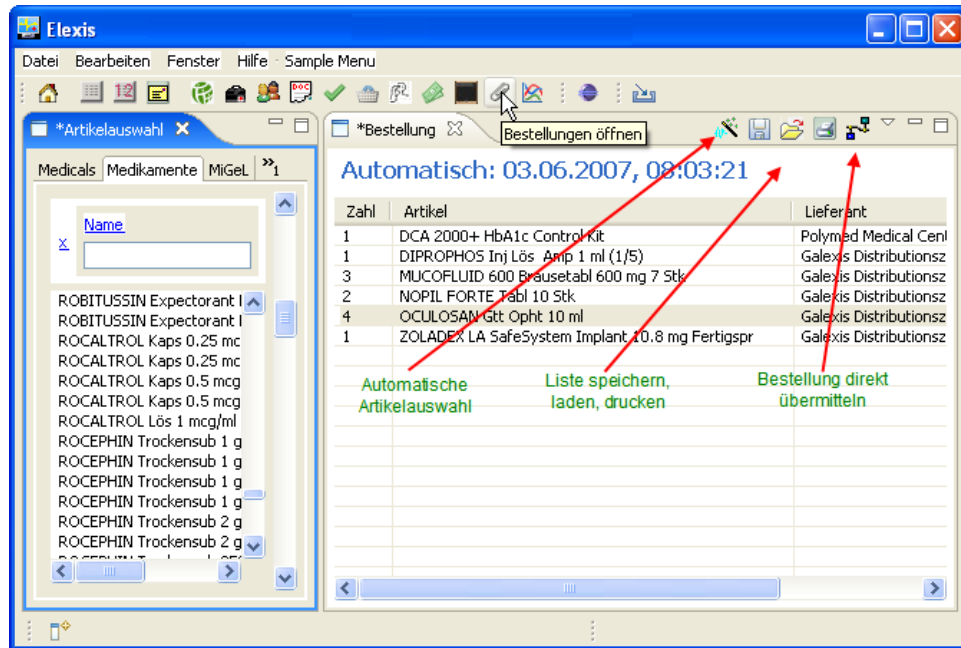 Elexis
Datei Bearbeiten Fenster Hilfe Sample Menu
*Artikelauswahl
*Bestellung
Bestellungen öffnen
Medicals Medikamente MiGeL »1
Automatisch: 03.06.2007, 08:03:21
Name
x
Zahl Artikel Lieferant
1 DCA 2000+ HbA1c Control Kit Polymed Medical Cent
1 DIPROPHOS Inj Lös Amp 1 ml (1/5) Galexis Distributionsz
3 MUCOFLUID 600 Brausetabl 600 mg 7 Stk Galexis Distributionsz
2 NOPIL FORTE Tabl 10 Stk Galexis Distributionsz
4 OCULOSAN Gtt Opht 10 ml Galexis Distributionsz
1 ZOLADEX LA SafeSystem Implant 10.8 mg Fertigspr Galexis Distributionsz
ROBITUSSIN Expectorant
ROBITUSSIN Expectorant
ROCALTROL Kaps 0.25 mc
ROCALTROL Kaps 0.25 mc
ROCALTROL Kaps 0.5 mcg
ROCALTROL Kaps 0.5 mcg
ROCALTROL Lös 1 mcg/ml
ROCEPHIN Trockensub 1 g
ROCEPHIN Trockensub 1 g
ROCEPHIN Trockensub 1 g
ROCEPHIN Trockensub 1 g
ROCEPHIN Trockensub 2 g
ROCEPHIN Trockensub 2 g
Automatische
Artikelauswahl
Liste speichern,
laden, drucken
Bestellung direkt
übermitteln